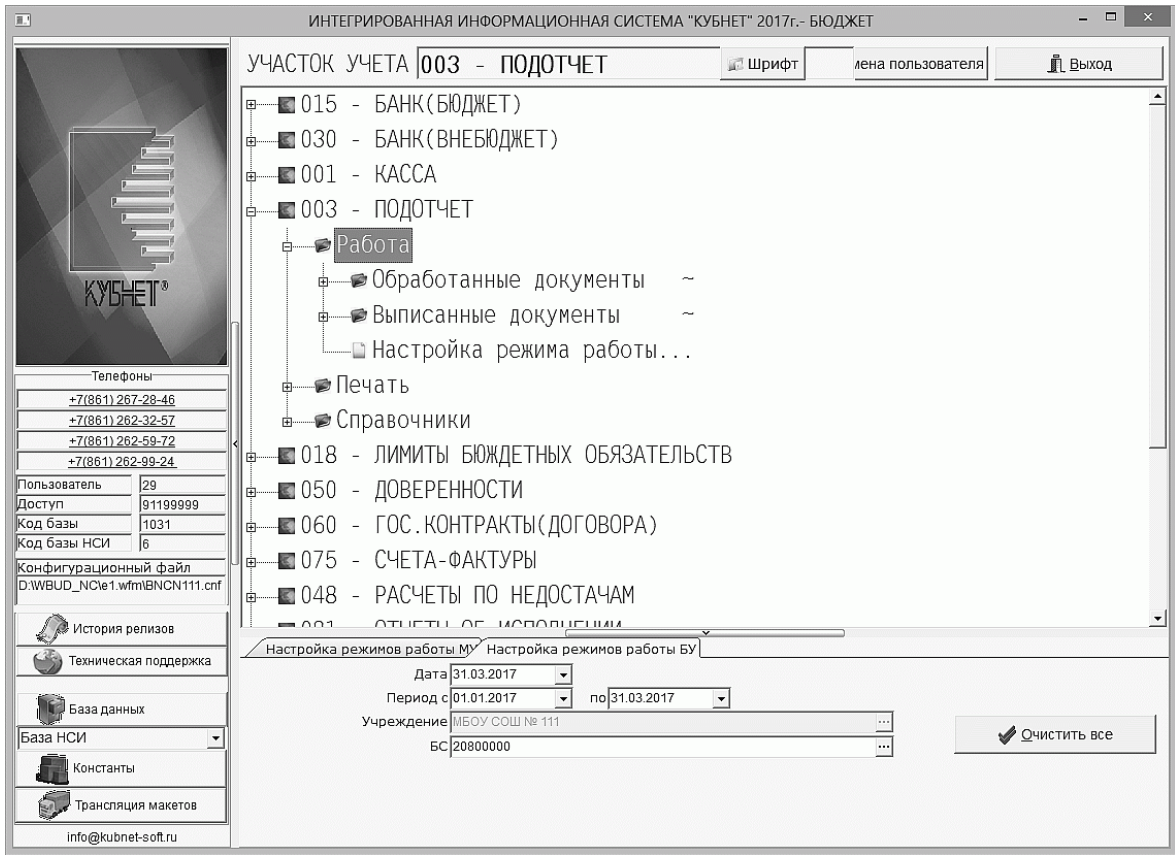 ИНТЕГРИРОВАННАЯ ИНФОРМАЦИОННАЯ СИСТЕМА "КУБНЕТ" 2017г.- БЮДЖЕТ
УЧАСТОК УЧЕТА 003 - ПОДОТЧЕТ Шрифт пользователя Выход
015 - БАНК(БЮДЖЕТ)
030 - БАНК(ВНЕБЮДЖЕТ)
001 - КАССА
003 - ПОДОТЧЕТ
Работа
Обработанные документы ~
Выписанные документы ~
Настройка режима работы...
Печать
Справочники
018 - ЛИМИТЫ БЮЖДЕТНЫХ ОБЯЗАТЕЛЬСТВ
050 - ДОВЕРЕННОСТИ
060 - ГОС.КОНТРАКТЫ(ДОГОВОРА)
075 - СЧЕТА-ФАКТУРЫ
048 - РАСЧЕТЫ ПО НЕДОСТАЧАМ
КУБНЕТ®
Телефоны
+7(861) 267-28-46
+7(861) 262-32-57
+7(861) 262-59-72
+7(861) 262-99-24
Пользователь 29
Доступ 91199999
Код базы 1031
Код базы НСИ 6
Конфигурационный файл
D:\WBUD_NC\e1.wfm\BNCN111.cnf
История релизов
Техническая поддержка
База данных
База НСИ
Константы
Трансляция макетов
info@kubnet-soft.ru
Настройка режимов работы МУ Настройка режимов работы БУ
Дата 31.03.2017
Период с 01.01.2017 по 31.03.2017
Учреждение МБОУ СОШ № 111 ...
БС 20800000 ...
Очистить все